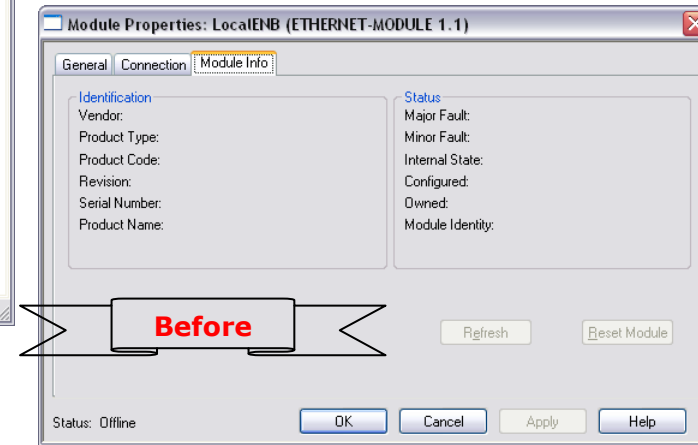 Module Properties: LocalENB (ETHERNET-MODULE 1.1)
General Connection Module Info
Identification
Vendor:
Product Type:
Product Code:
Revision:
Serial Number:
Product Name:
Status
Major Fault:
Minor Fault:
Internal State:
Configured:
Owned:
Module Identity:
Before
Refresh Reset Module
Status: Offline OK Cancel Apply Help